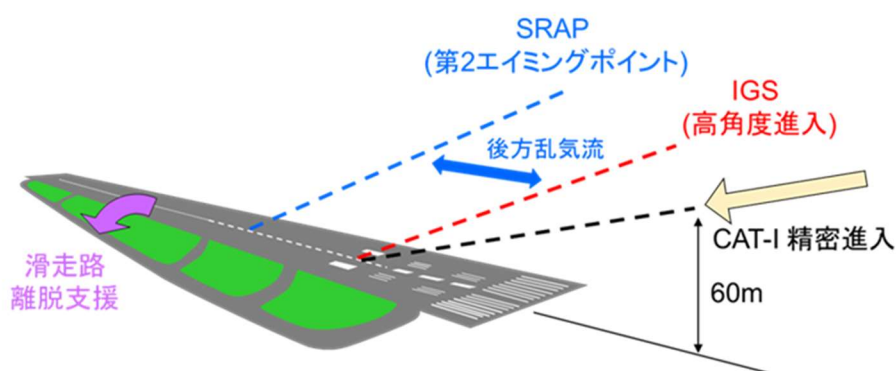 SRAP
(第2エイミングポイント)
IGS
(高角度進入)
後方乱気流
CAT-I 精密進入
60m
滑走路
離脱支援